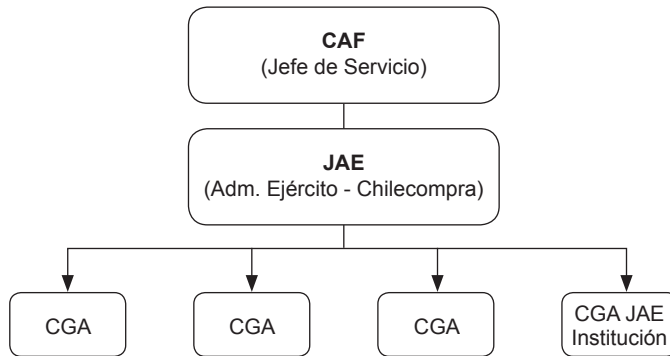 CAF
(Jefe de Servicio)
JAE
(Adm. Ejército - Chilecompra)
CGA
CGA
CGA
CGA JAE
Institución